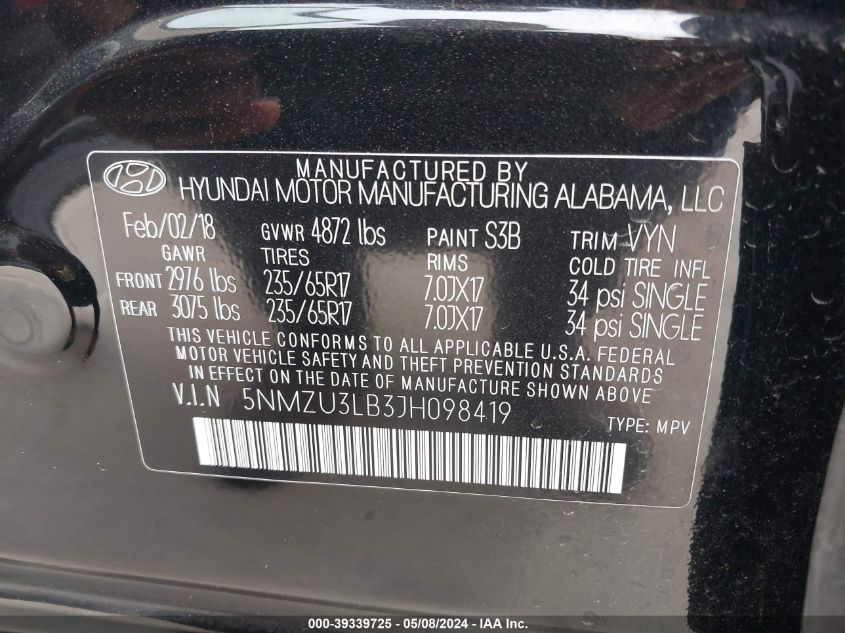 MANUFACTURED BY
HYUNDAI MOTOR MANUFACTURING ALABAMA, LLC
Feb/02/18 GVWR 4872 lbs PAINT S3B TRIM VYN
GAWR TIRES RIMS COLD TIRE INFL
FRONT 2976 lbs 235/65R17 7.0JX17 34 psi SINGLE
REAR 3075 lbs 235/65R17 7.0JX17 34 psi SINGLE
THIS VEHICLE CONFORMS TO ALL APPLICABLE U.S.A. FEDERAL
MOTOR VEHICLE SAFETY AND THEFT PREVENTION STANDARDS
IN EFFECT ON THE DATE OF MANUFACTURE SHOWN ABOVE
V.I.N 5NMZU3LB3JH098419
TYPE: MPV
000-39339725 - 05/08/2024 - © IAA, Inc.